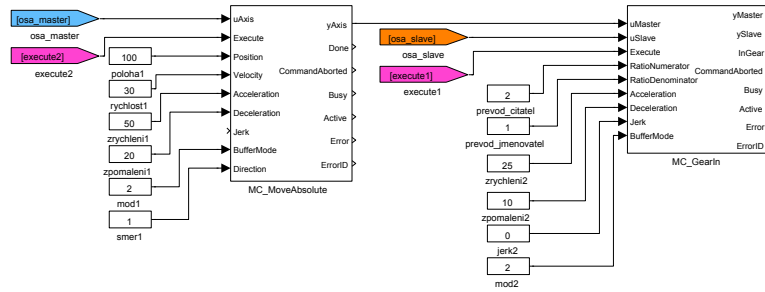 [osa_master]
osa_master
[execute2]
execute2
100
poloha1
30
rychlost1
50
zrychleni1
20
zpomaleni1
2
mod1
1
smer1
uAxis
Execute
Position
Velocity
Acceleration
Deceleration
Jerk
BufferMode
Direction
yAxis
Done
CommandAborted
Busy
Active
Error
ErrorID
MC_MoveAbsolute
[osa_slave]
osa_slave
[execute1]
execute1
2
prevod_citatel
1
prevod_jmenovatel
25
zrychleni2
10
zpomaleni2
0
jerk2
2
mod2
uMaster
uSlave
Execute
RatioNumerator
RatioDenominator
Acceleration
Deceleration
Jerk
BufferMode
yMaster
ySlave
InGear
CommandAborted
Busy
Active
Error
ErrorID
MC_GearIn